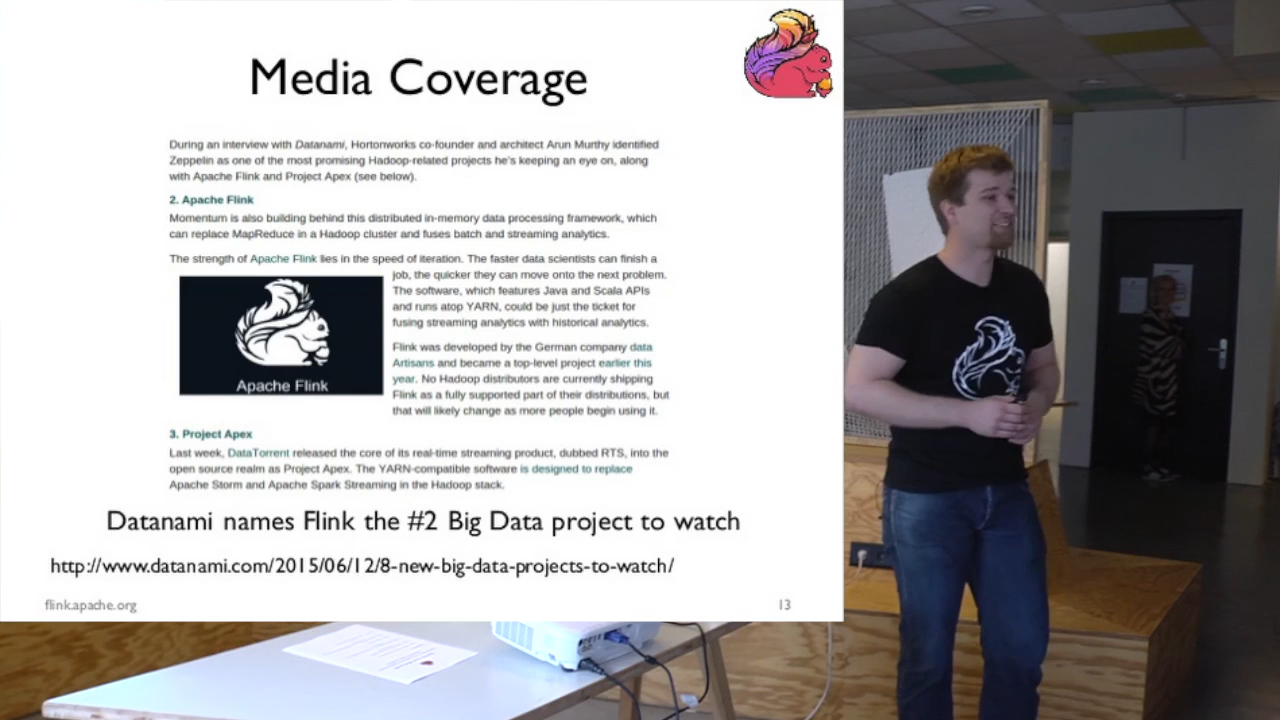 Media Coverage
During an interview with Datanami, Hortonworks co-founder and architect Arun Murthy identified
Zeppelin as one of the most promising Hadoop-related projects he's keeping an eye on, along
with Apache Flink and Project Apex (see below).
2. Apache Flink
Momentum is also building behind this distributed in-memory data processing framework, which
can replace MapReduce in a Hadoop cluster and fuses batch and streaming analytics.
The strength of Apache Flink lies in the speed of iteration. The faster data scientists can finish a
job, the quicker they can move onto the next problem.
The software, which features Java and Scala APIs
and runs atop YARN, could be just the ticket for
fusing streaming analytics with historical analytics.
Flink was developed by the German company data
Artisans and became a top-level project earlier this
year. No Hadoop distributors are currently shipping
Flink as a fully supported part of their distributions, but
that will likely change as more people begin using it.
Apache Flink
3. Project Apex
Last week, DataTorrent released the core of its real-time streaming product, dubbed RTS, into the
open source realm as Project Apex. The YARN-compatible software is designed to replace
Apache Storm and Apache Spark Streaming in the Hadoop stack.
Datanami names Flink the #2 Big Data project to watch
http://www.datanami.com/2015/06/12/8-new-big-data-projects-to-watch/
flink.apache.org
13